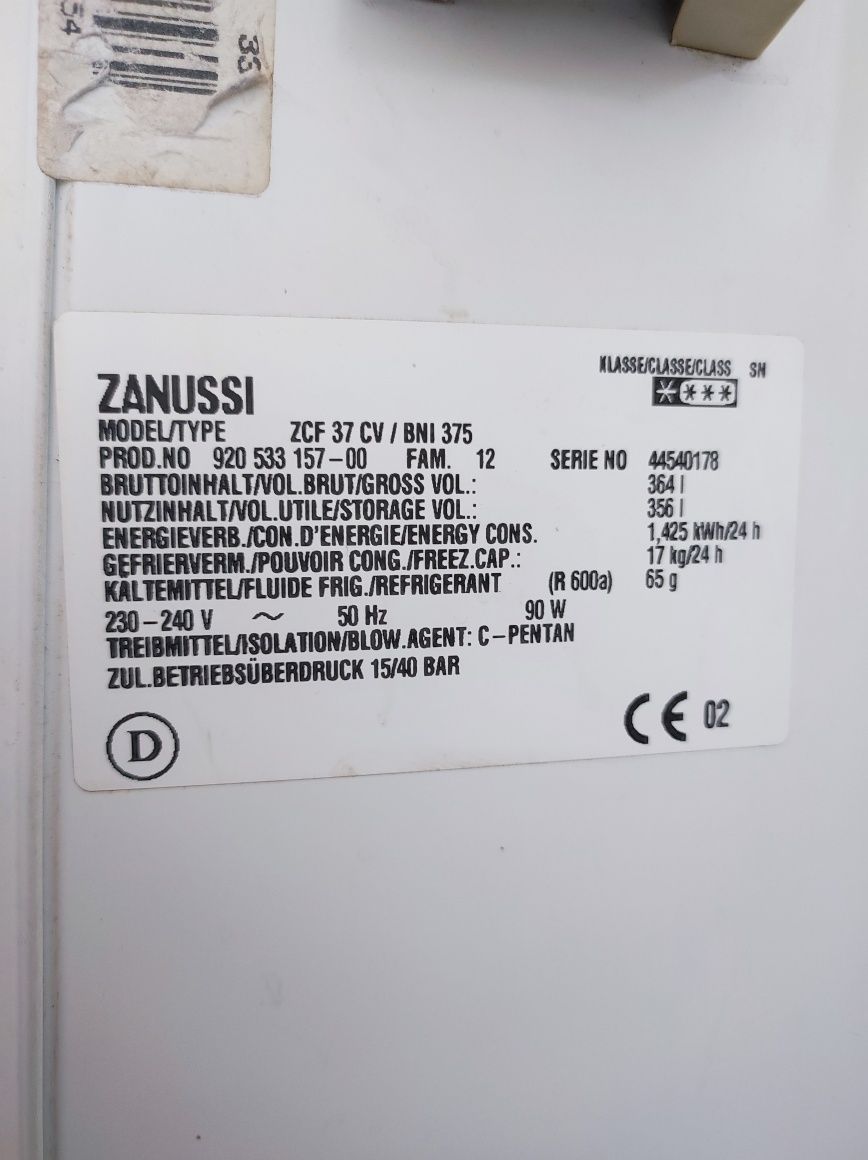 54
33
KLASSE/CLASSE/CLASS SN
ZANUSSI
MODEL/TYPE ZCF 37 CV / BNI 375
PROD.NO 920 533 157-00 FAM. 12 SERIE NO 44540178
BRUTTOINHALT/VOL.BRUT/GROSS VOL.: 364 l
NUTZINHALT/VOL.UTILE/STORAGE VOL.: 356 l
ENERGIEVERB./CON.D'ENERGIE/ENERGY CONS. 1,425 kWh/24 h
GEFRIERVERM./POUVOIR CONG./FREEZ.CAP.: 17 kg/24 h
KÄLTEMITTEL/FLUIDE FRIG./REFRIGERANT (R 600a) 65 g
230-240 V ~ 50 Hz 90 W
TREIBMITTEL/ISOLATION/BLOW.AGENT: C-PENTAN
ZUL.BETRIEBSÜBERDRUCK 15/40 BAR
D
CE 02